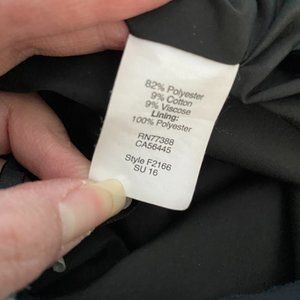 82% Polyester
9% Cotton
9% Viscose
Lining:
100% Polyester
RN77388
CA56445
Style F2166
SU 16